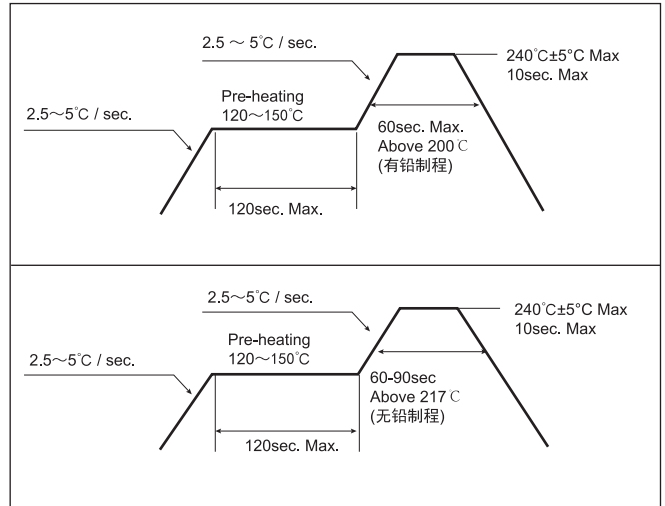 2.5～5℃ / sec.
240℃±5°C Max
10sec. Max
Pre-heating
120～150℃
2.5～5℃ / sec.
60sec. Max.
Above 200℃
(有铅制程)
120sec. Max.
2.5～5℃ / sec.
240℃±5°C Max
10sec. Max
Pre-heating
120～150℃
2.5～5℃ / sec.
60-90sec
Above 217℃
(无铅制程)
120sec. Max.